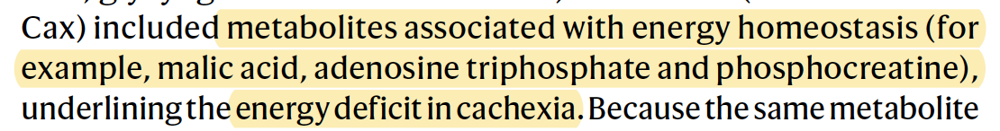 Cax) included metabolites associated with energy homeostasis (for
example, malic acid, adenosine triphosphate and phosphocreatine),
underlining the energy deficit in cachexia. Because the same metabolite